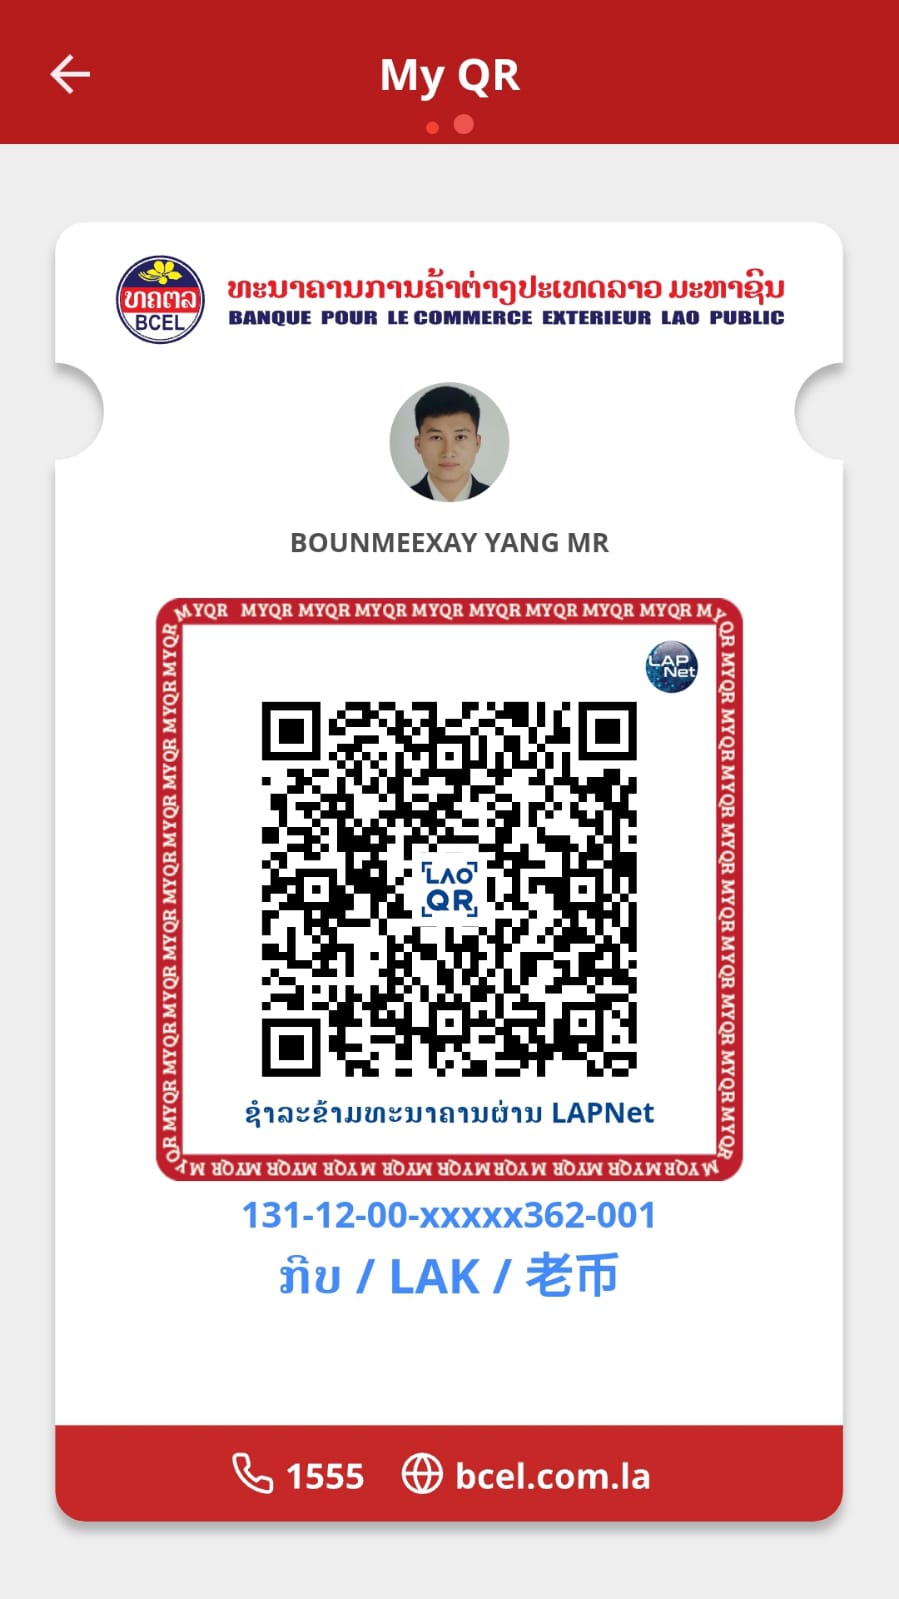 My QR
ທຄຕລ
BCEL
ທະນາຄານການຄ້າຕ່າງປະເທດລາວ ມະຫາຊົນ
BANQUE POUR LE COMMERCE EXTERIEUR LAO PUBLIC
BOUNMEEXAY YANG MR
MYQR MYQR MYQR MYQR MYQR MYQR MYQR MYQR MYQR MYQR
LAP
Net
LAO
QR
ຊຳລະຂ້າມທະນາຄານຜ່ານ LAPNet
131-12-00-xxxxx362-001
ກີບ / LAK / 老币
1555 bcel.com.la